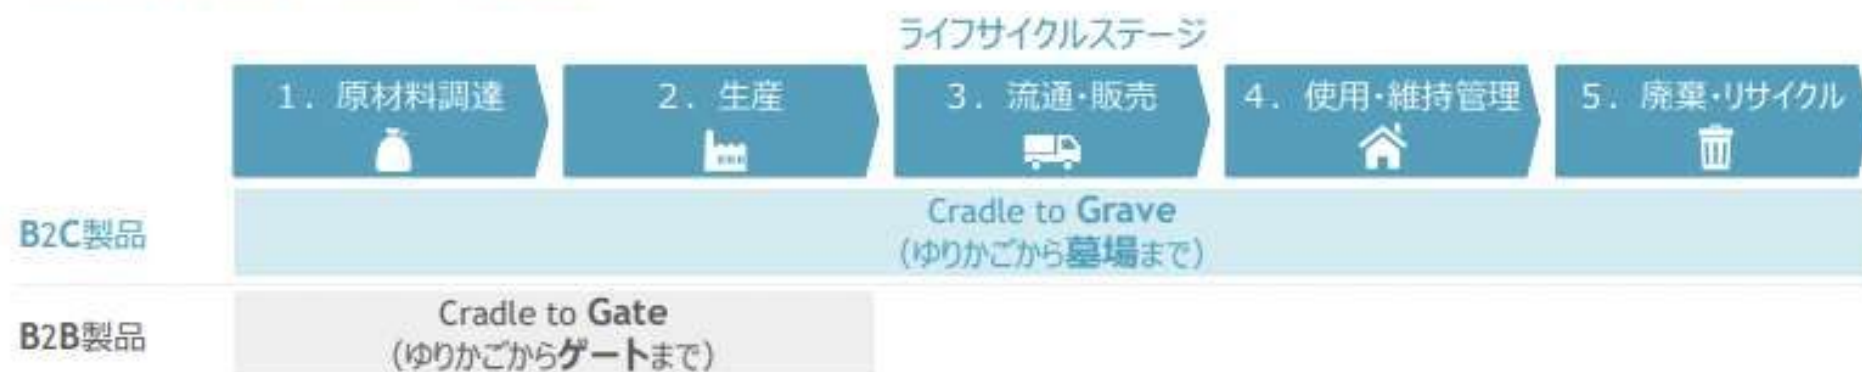 ライフサイクルステージ
1. 原材料調達
2. 生産
3. 流通・販売
4. 使用・維持管理
5. 廃棄・リサイクル
B2C製品
Cradle to Grave
（ゆりかごから墓場まで）
B2B製品
Cradle to Gate
（ゆりかごからゲートまで）